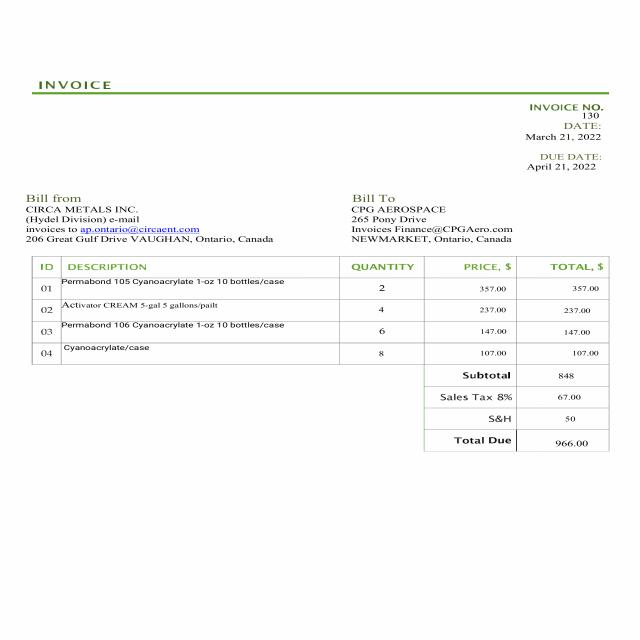 INVOICE
INVOICE NO.
130
DATE:
March 21, 2022
DUE DATE:
April 21, 2022
Bill from
CIRCA METALS INC.
(Hydel Division) e-mail
invoices to ap.ontario@circaent.com
206 Great Gulf Drive VAUGHAN, Ontario, Canada
Bill To
CPG AEROSPACE
265 Pony Drive
Invoices Finance@CPGAero.com
NEWMARKET, Ontario, Canada
ID DESCRIPTION QUANTITY PRICE, $ TOTAL, $
01 Permabond 105 Cyanoacrylate 1-oz 10 bottles/case 2 357.00 357.00
02 Activator CREAM 5-gal 5 gallons/pailt 4 237.00 237.00
03 Permabond 106 Cyanoacrylate 1-oz 10 bottles/case 6 147.00 147.00
04 Cyanoacrylate/case 8 107.00 107.00
Subtotal 848
Sales Tax 8% 67.00
S&H 50
Total Due 966.00